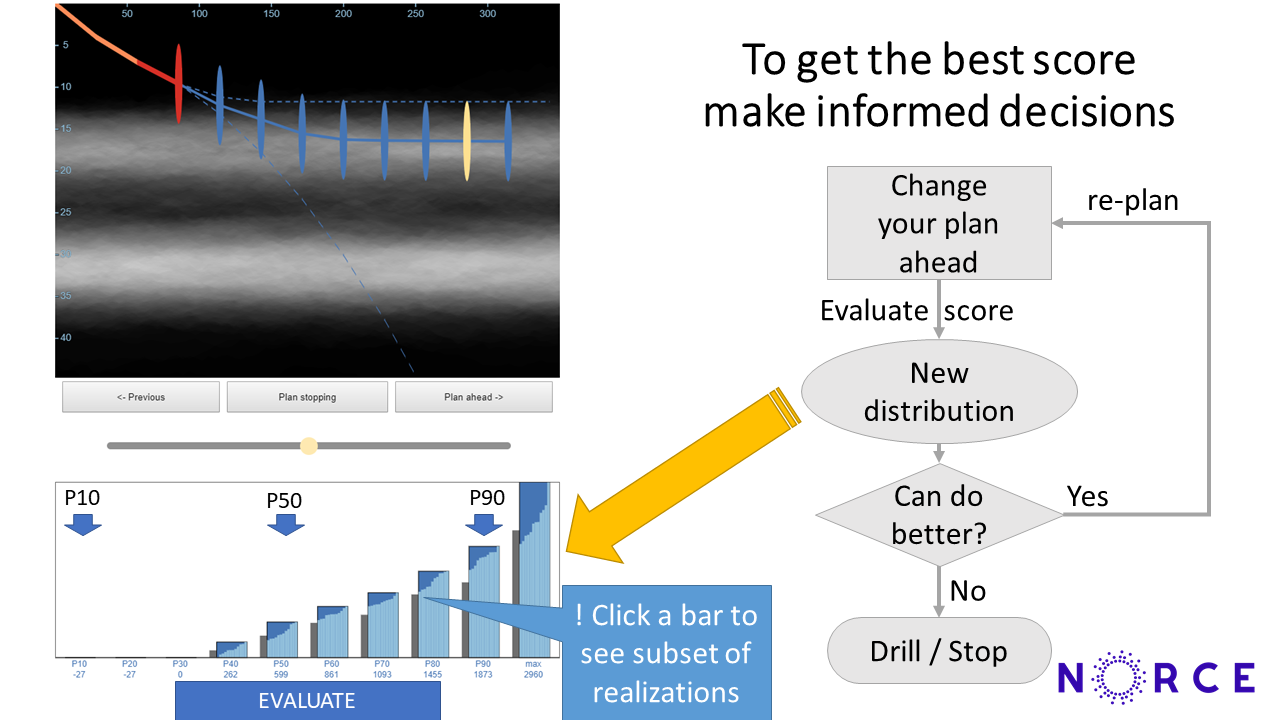 To get the best score
make informed decisions
50 100 150 200 250 300
5
10
15
20
25
30
35
40
<- Previous
Plan stopping
Plan ahead ->
P10
P50
P90
P10 P20 P30 P40 P50 P60 P70 P80 P90 max
-27 -27 0 262 599 861 1093 1455 1873 2960
EVALUATE
! Click a bar to
see subset of
realizations
Change
your plan
ahead
re-plan
Evaluate score
New
distribution
Can do
better?
Yes
No
Drill / Stop
NORCE